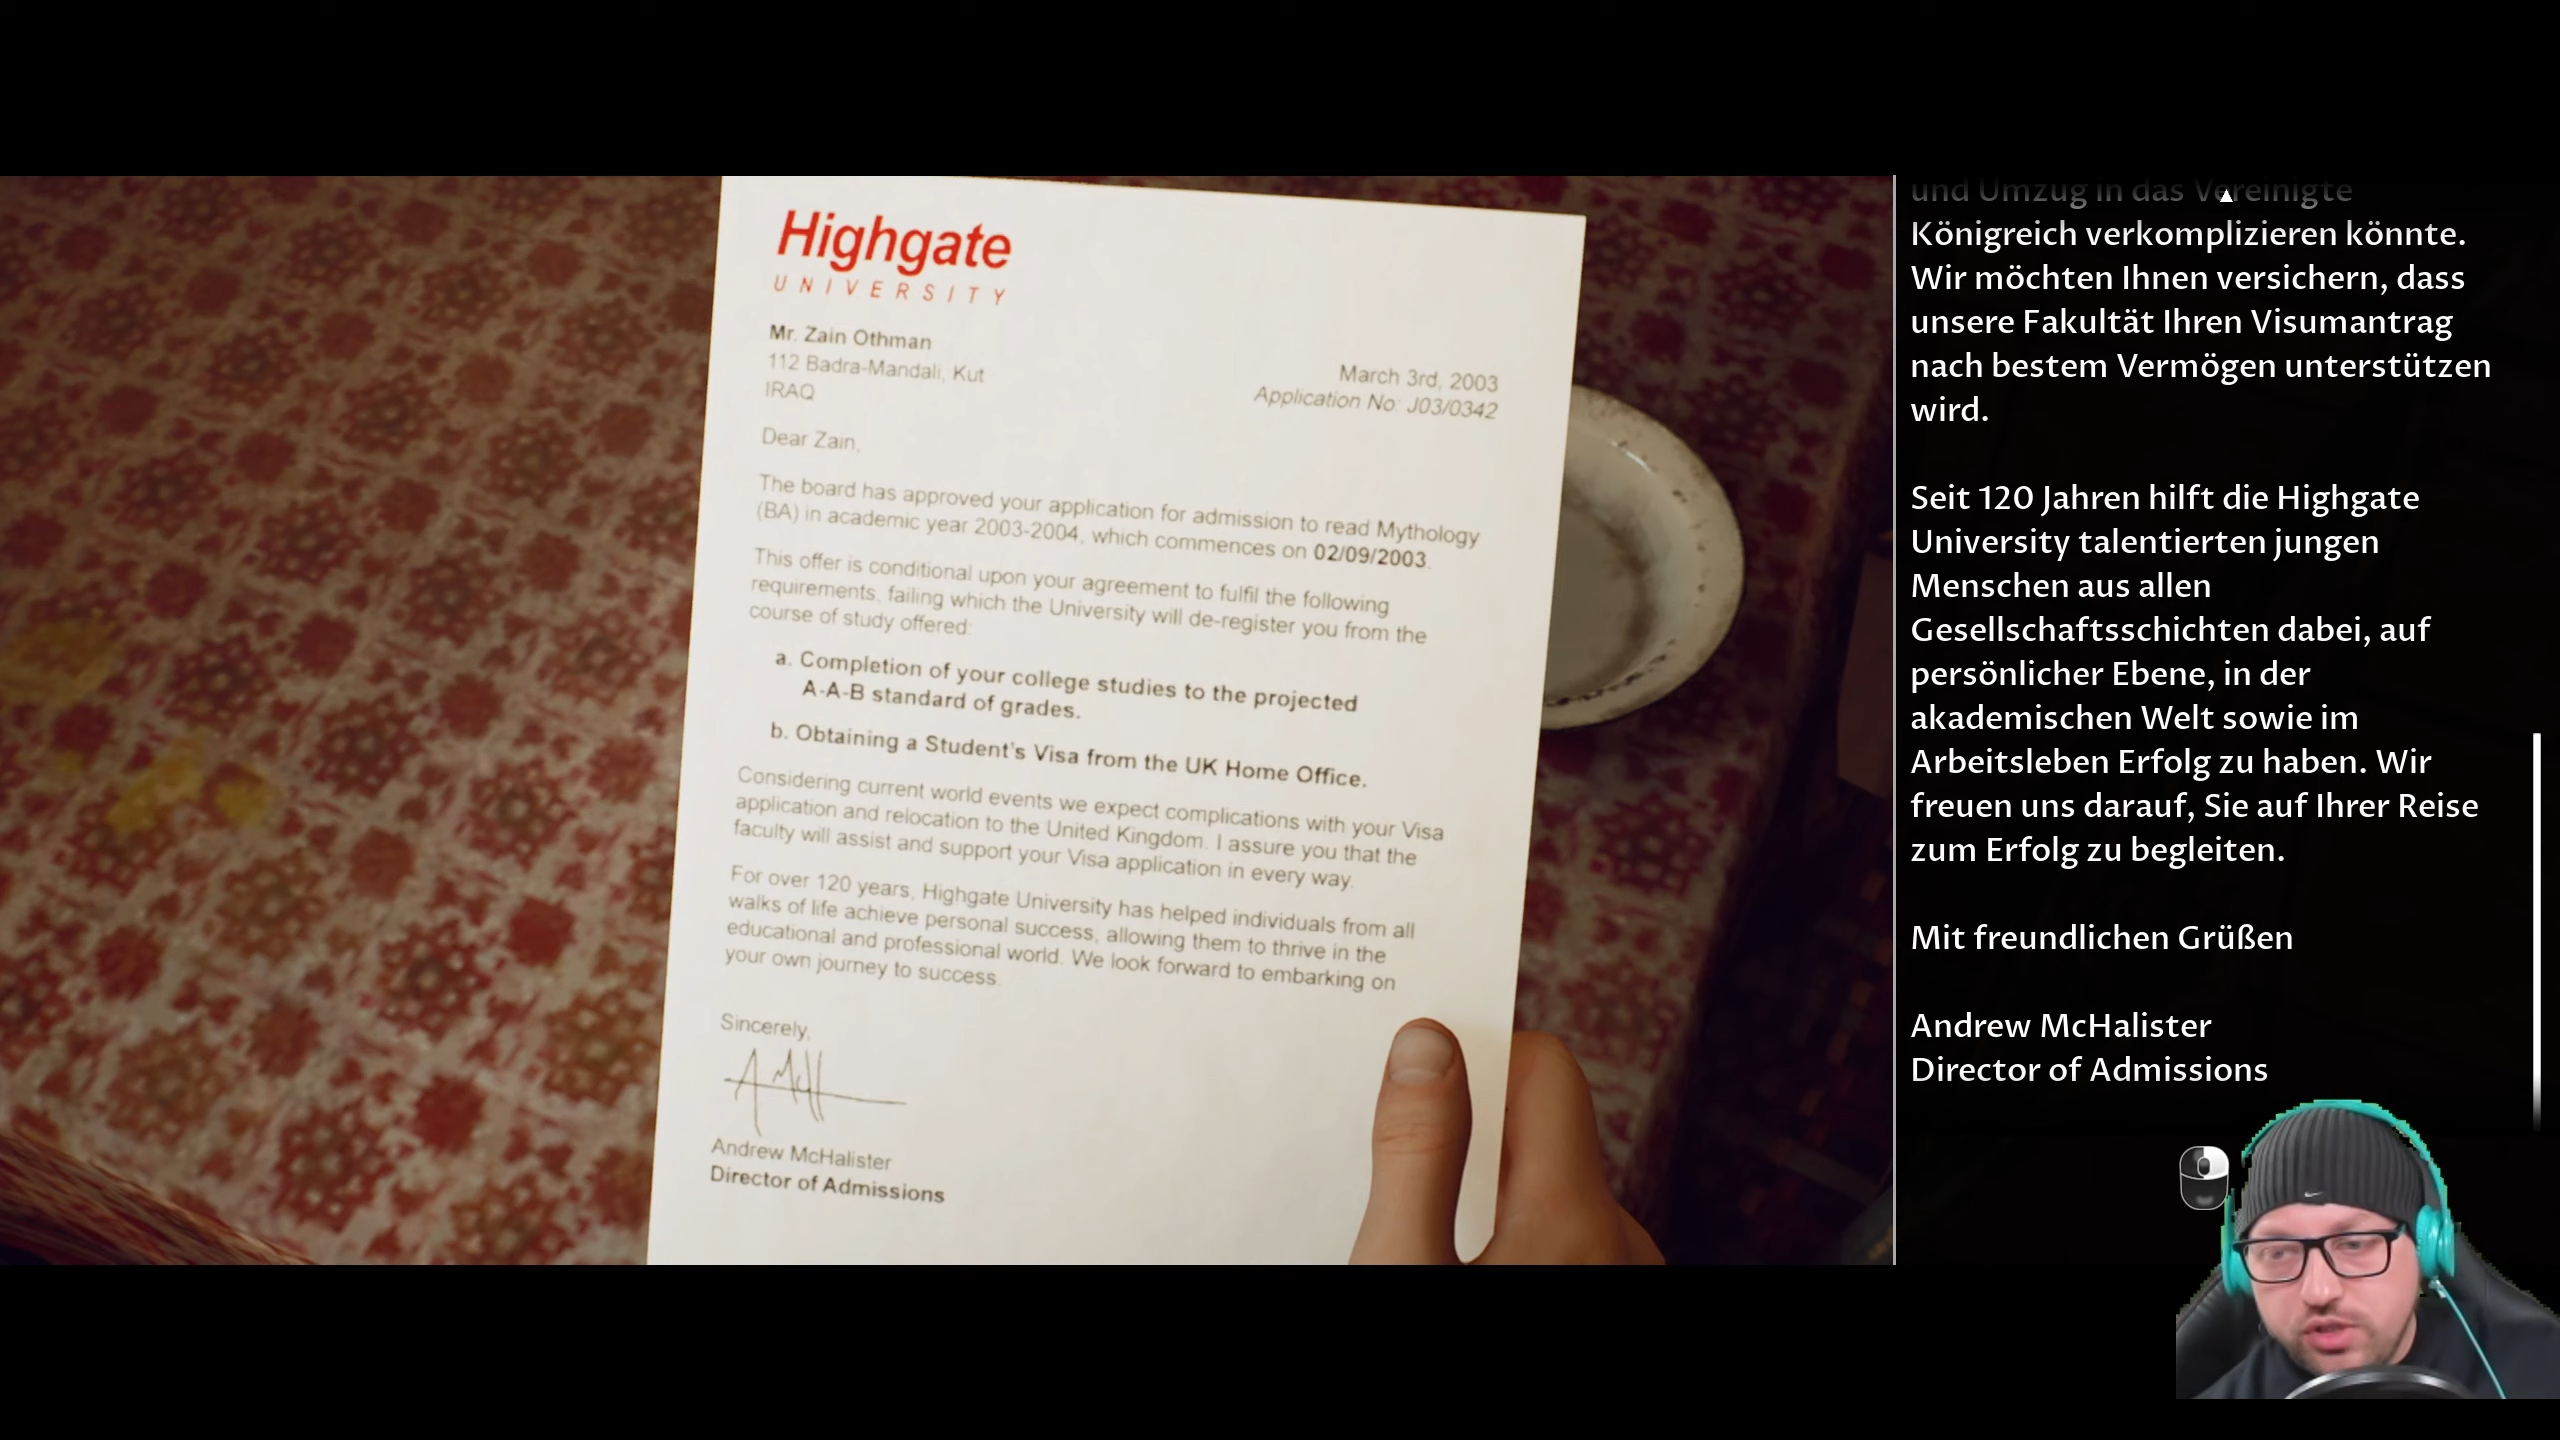 Highgate
UNIVERSITY
Mr. Zain Othman
112 Badra-Mandali, Kut
IRAQ
March 3rd, 2003
Application No: J03/0342
Dear Zain,
The board has approved your application for admission to read Mythology
(BA) in academic year 2003-2004, which commences on 02/09/2003.
This offer is conditional upon your agreement to fulfil the following
requirements, failing which the University will de-register you from the
course of study offered:
a. Completion of your college studies to the projected
A-A-B standard of grades.
b. Obtaining a Student's Visa from the UK Home Office.
Considering current world events we expect complications with your Visa
application and relocation to the United Kingdom. I assure you that the
faculty will assist and support your Visa application in every way.
For over 120 years, Highgate University has helped individuals from all
walks of life achieve personal success, allowing them to thrive in the
educational and professional world. We look forward to embarking on
your own journey to success.
Sincerely,
AMcH
Andrew McHalister
Director of Admissions
und Umzug in das Vereinigte
Königreich verkomplizieren könnte.
Wir möchten Ihnen versichern, dass
unsere Fakultät Ihren Visumantrag
nach bestem Vermögen unterstützen
wird.
Seit 120 Jahren hilft die Highgate
University talentierten jungen
Menschen aus allen
Gesellschaftsschichten dabei, auf
persönlicher Ebene, in der
akademischen Welt sowie im
Arbeitsleben Erfolg zu haben. Wir
freuen uns darauf, Sie auf Ihrer Reise
zum Erfolg zu begleiten.
Mit freundlichen Grüßen
Andrew McHalister
Director of Admissions